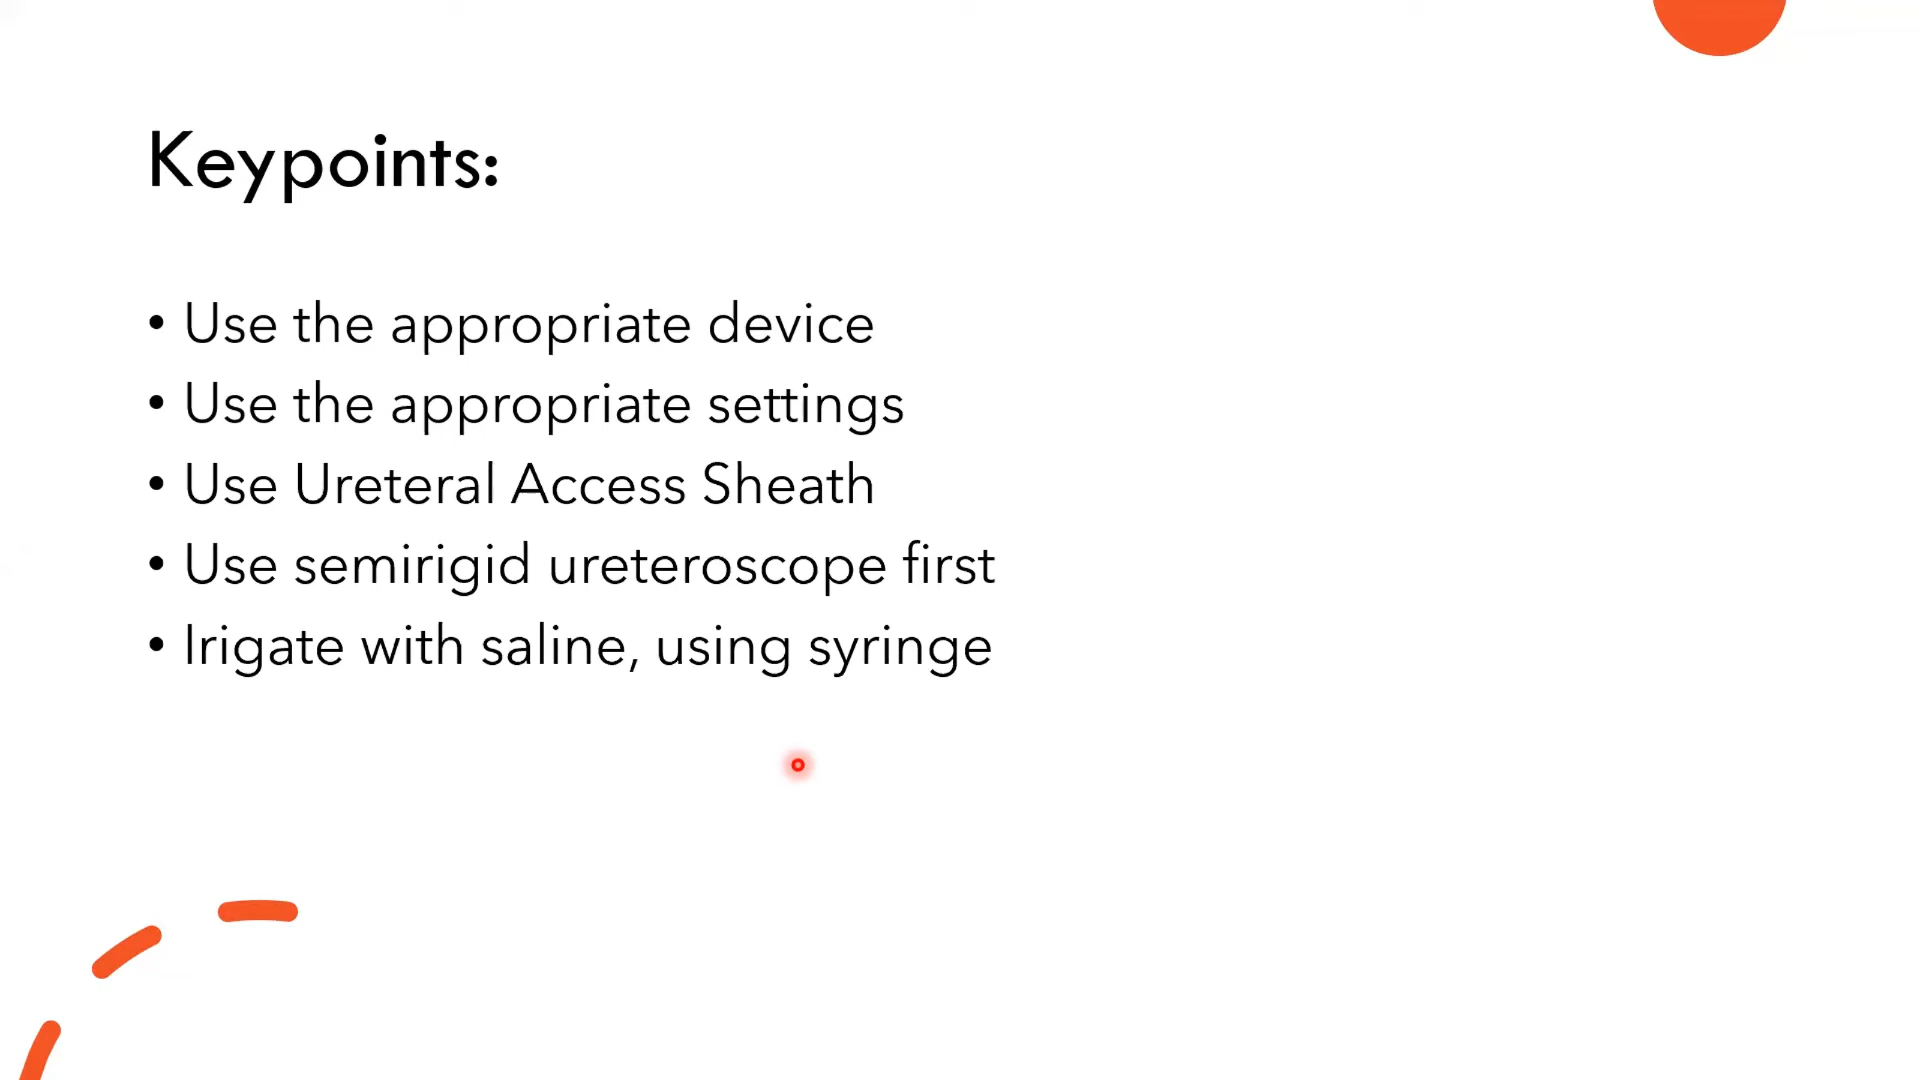 Keypoints:
• Use the appropriate device
• Use the appropriate settings
• Use Ureteral Access Sheath
• Use semirigid ureteroscope first
• Irigate with saline, using syringe